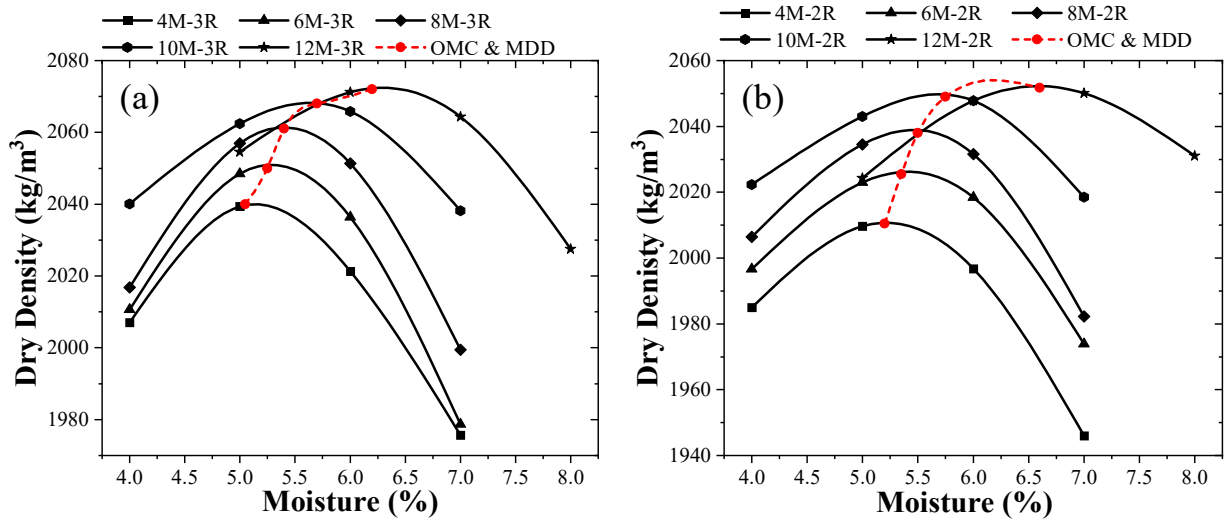 4M-3R 6M-3R 8M-3R
10M-3R 12M-3R OMC & MDD
(a)
Dry Density (kg/m³)
2080
2060
2040
2020
2000
1980
4.0 4.5 5.0 5.5 6.0 6.5 7.0 7.5 8.0
Moisture (%)
4M-2R 6M-2R 8M-2R
10M-2R 12M-2R OMC & MDD
(b)
Dry Denisty (kg/m³)
2060
2040
2020
2000
1980
1960
1940
4.0 4.5 5.0 5.5 6.0 6.5 7.0 7.5 8.0
Moisture (%)